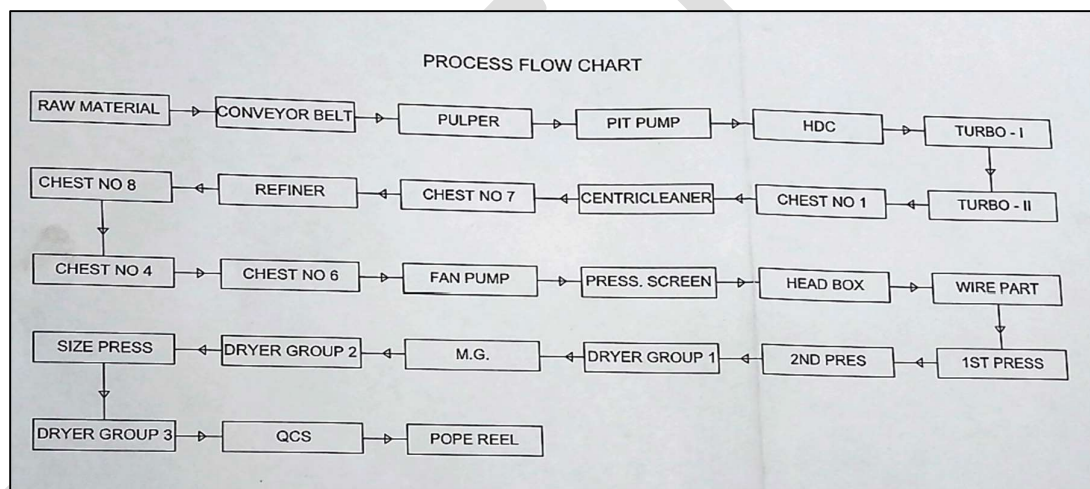 PROCESS FLOW CHART
RAW MATERIAL
CONVEYOR BELT
PULPER
PIT PUMP
HDC
TURBO - I
CHEST NO 8
REFINER
CHEST NO 7
CENTRICLEANER
CHEST NO 1
TURBO - II
CHEST NO 4
CHEST NO 6
FAN PUMP
PRESS. SCREEN
HEAD BOX
WIRE PART
SIZE PRESS
DRYER GROUP 2
M.G.
DRYER GROUP 1
2ND PRES
1ST PRESS
DRYER GROUP 3
QCS
POPE REEL